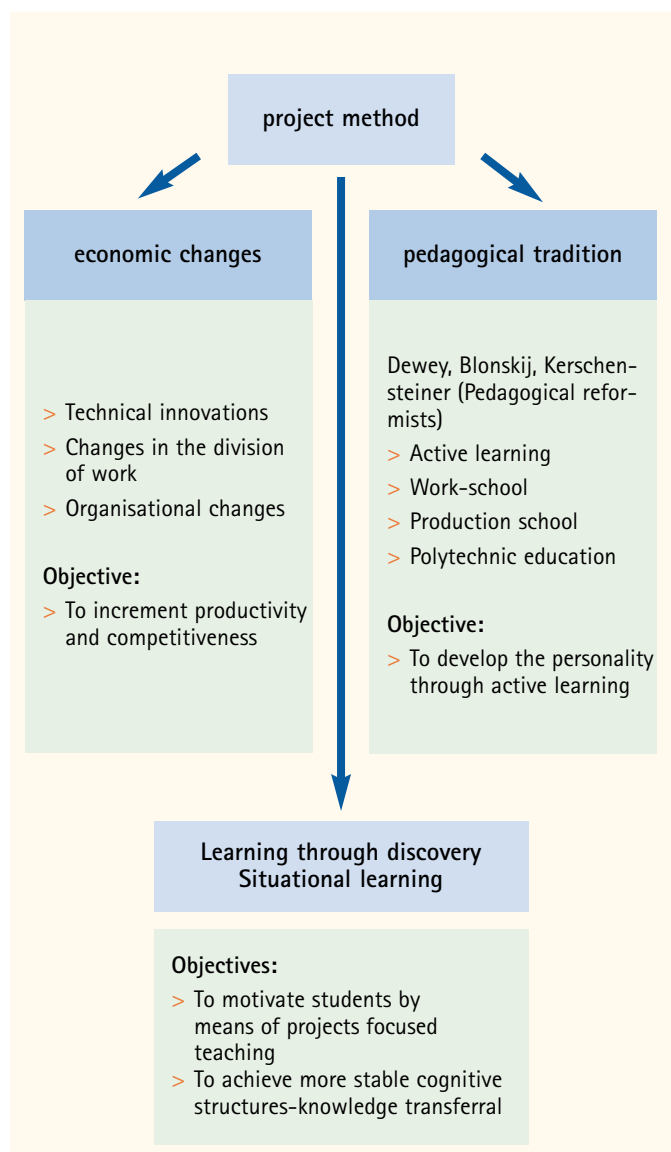 project method
economic changes
> Technical innovations
> Changes in the division
of work
> Organisational changes
Objective:
> To increment productivity
and competitiveness
pedagogical tradition
Dewey, Blonskij, Kerschen-
steiner (Pedagogical refor-
mists)
> Active learning
> Work-school
> Production school
> Polytechnic education
Objective:
> To develop the personality
through active learning
Learning through discovery
Situational learning
Objectives:
> To motivate students by
means of projects focused
teaching
> To achieve more stable cognitive
structures-knowledge transferral